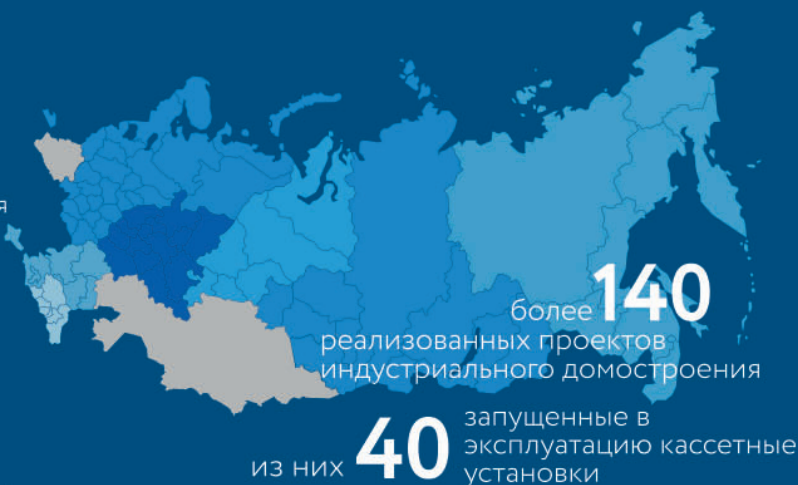 я
более 140
реализованных проектов
индустриального домостроения
из них 40 запущенные в
эксплуатацию кассетные
установки